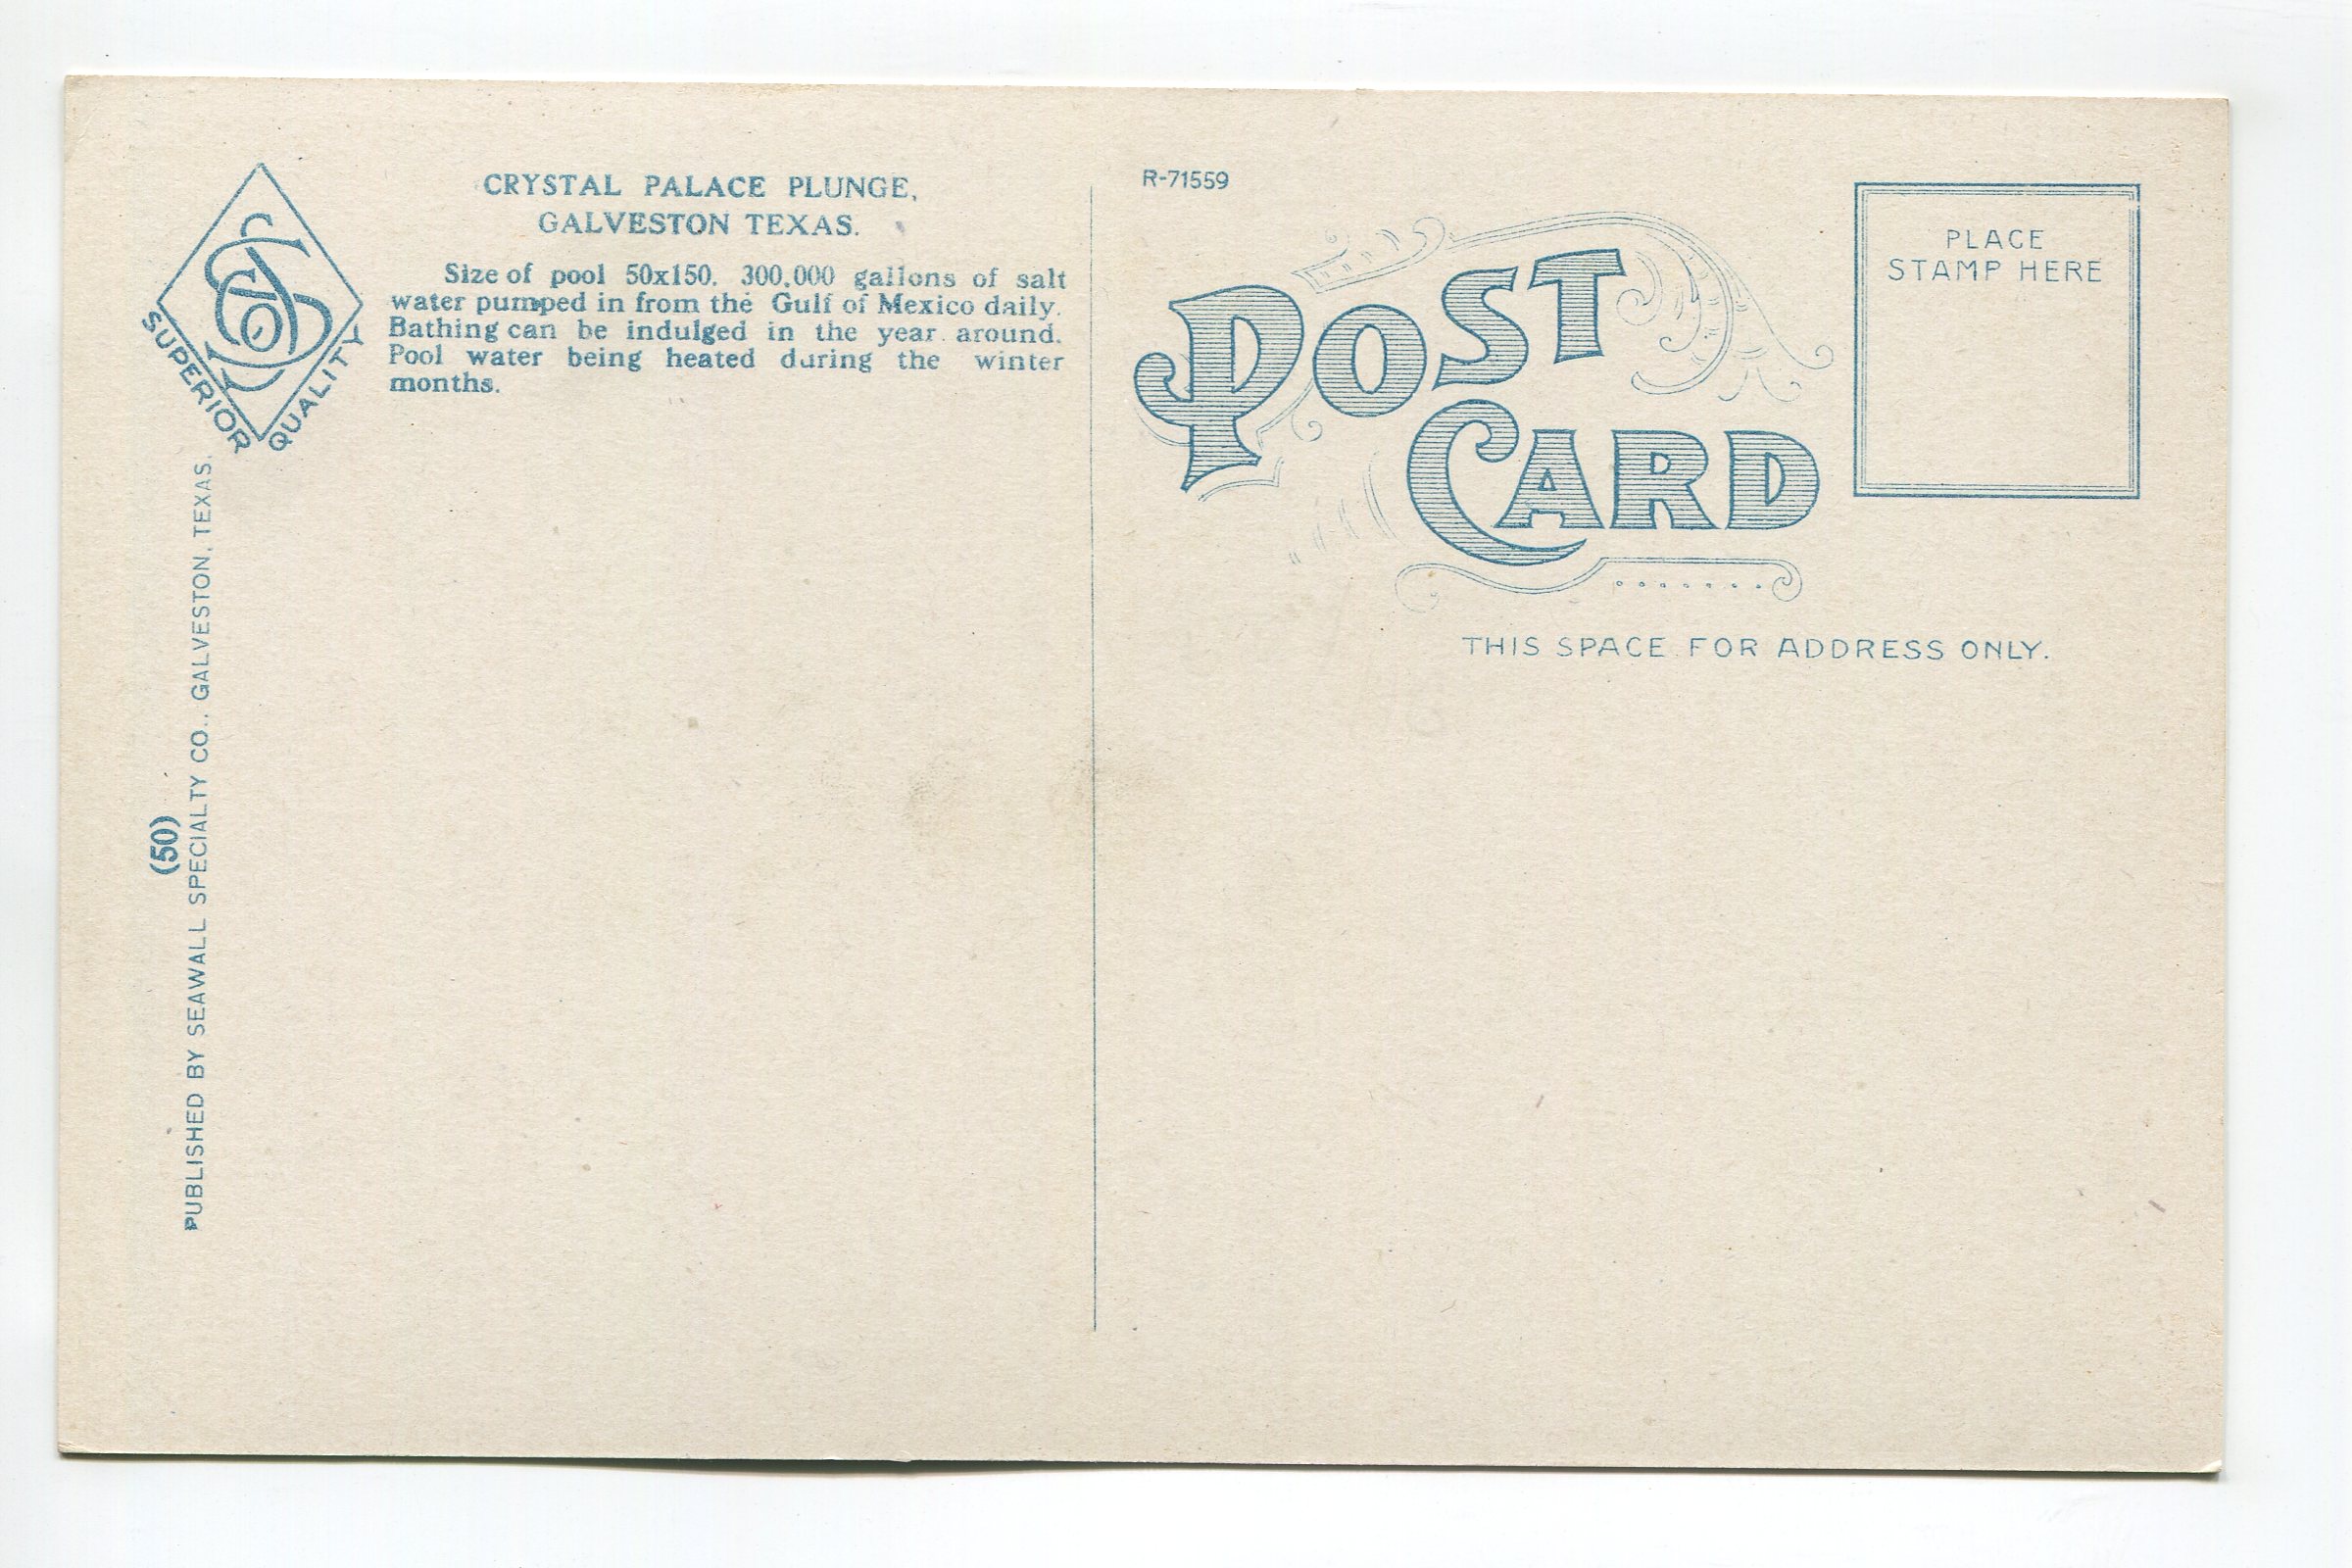 CRYSTAL PALACE PLUNGE,
GALVESTON TEXAS.
Size of pool 50x150. 300,000 gallons of salt
water pumped in from the Gulf of Mexico daily.
Bathing can be indulged in the year around.
Pool water being heated during the winter
months.
SUPERIOR QUALITY
(50)
PUBLISHED BY SEAWALL SPECIALTY CO., GALVESTON, TEXAS.
R-71559
POST
CARD
PLACE
STAMP HERE
THIS SPACE FOR ADDRESS ONLY.